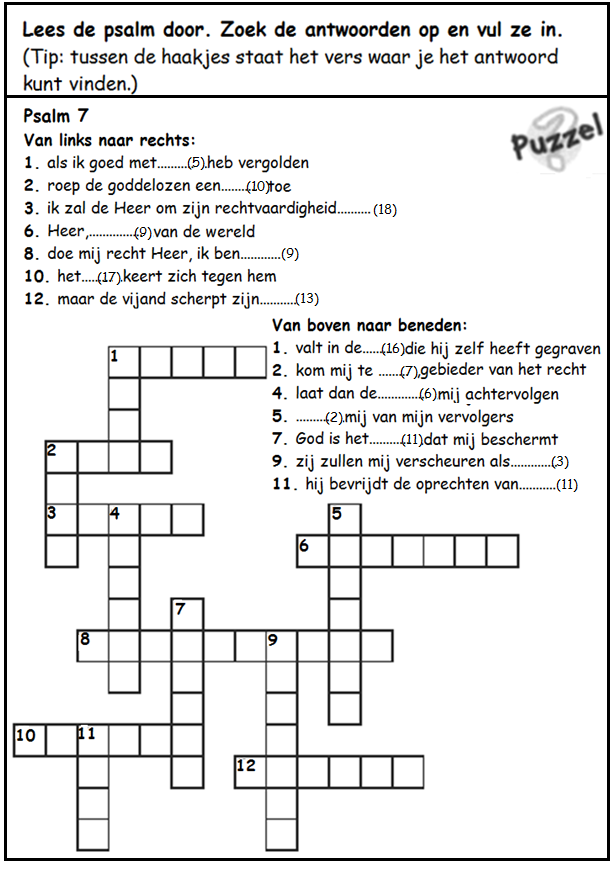 Lees de psalm door. Zoek de antwoorden op en vul ze in.
(Tip: tussen de haakjes staat het vers waar je het antwoord
kunt vinden.)
Psalm 7
Puzzel
?
Van links naar rechts:
1. als ik goed met.........(5).heb vergolden
2. roep de goddelozen een........(10)toe
3. ik zal de Heer om zijn rechtvaardigheid.......... (18)
6. Heer,..............(9)van de wereld
8. doe mij recht Heer, ik ben............(9)
10. het.....(17).keert zich tegen hem
12. maar de vijand scherpt zijn...........(13)
Van boven naar beneden:
1. valt in de......(16)die hij zelf heeft gegraven
2. kom mij te .......(7),gebieder van het recht
4. laat dan de.............(6)mij achtervolgen
5. .........(2).mij van mijn vervolgers
7. God is het..........(11)dat mij beschermt
9. zij zullen mij verscheuren als............(3)
11. hij bevrijdt de oprechten van...........(11)
1
2
3 4 5
6
7
8 9
10 11
12